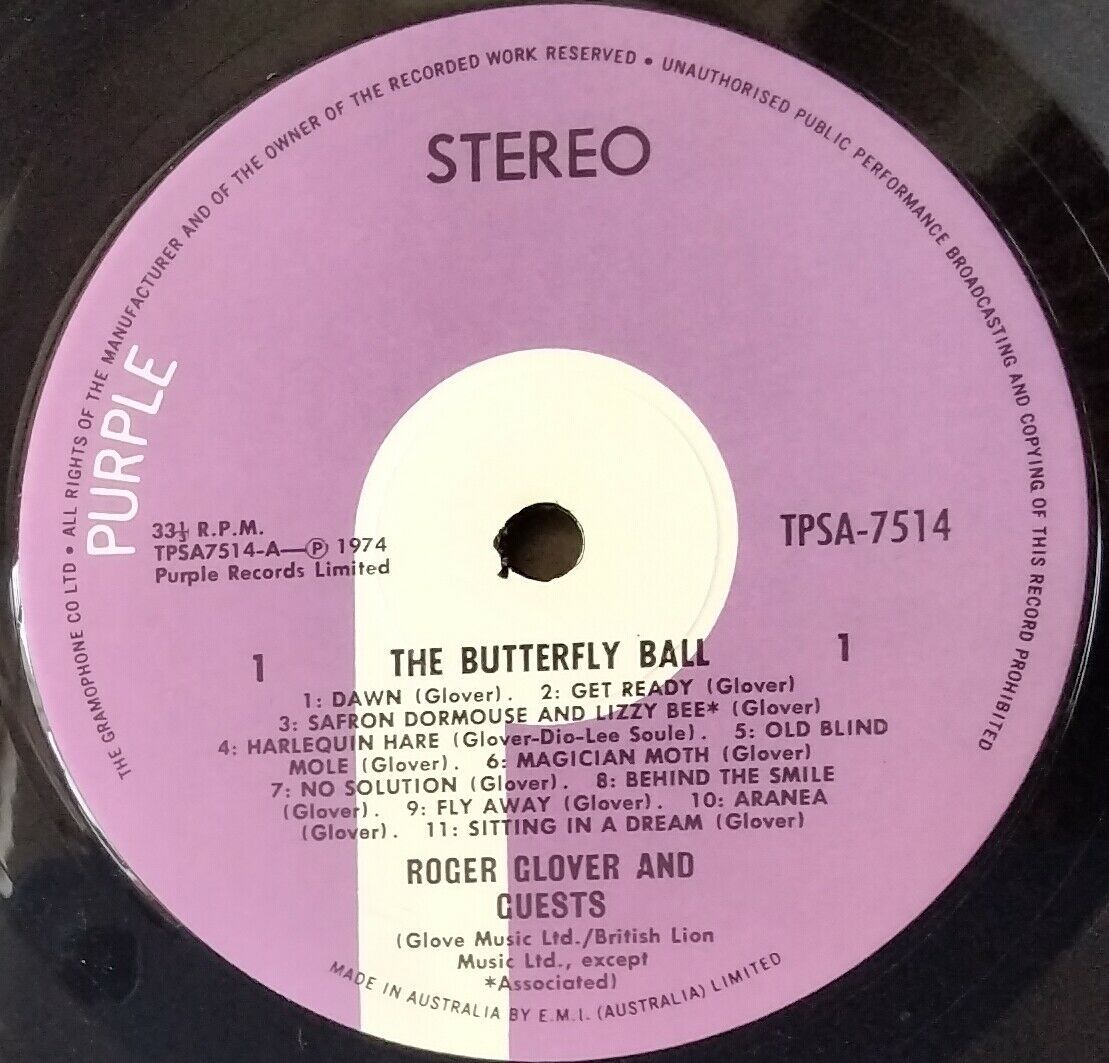 THE GRAMOPHONE CO LTD • ALL RIGHTS OF THE MANUFACTURER AND OF THE OWNER OF THE RECORDED WORK RESERVED • UNAUTHORISED PUBLIC PERFORMANCE BROADCASTING AND COPYING OF THIS RECORD PROHIBITED
STEREO
PURPLE
33⅓ R.P.M.
TPSA7514-A—Ⓟ 1974
Purple Records Limited
TPSA-7514
1 THE BUTTERFLY BALL 1
1: DAWN (Glover). 2: GET READY (Glover)
3: SAFRON DORMOUSE AND LIZZY BEE* (Glover)
4: HARLEQUIN HARE (Glover-Dio-Lee Soule). 5: OLD BLIND
MOLE (Glover). 6: MAGICIAN MOTH (Glover)
7: NO SOLUTION (Glover). 8: BEHIND THE SMILE
(Glover). 9: FLY AWAY (Glover). 10: ARANEA
(Glover). 11: SITTING IN A DREAM (Glover)
ROGER GLOVER AND
GUESTS
(Glove Music Ltd./British Lion
Music Ltd., except
*Associated)
MADE IN AUSTRALIA BY E.M.I. (AUSTRALIA) LIMITED